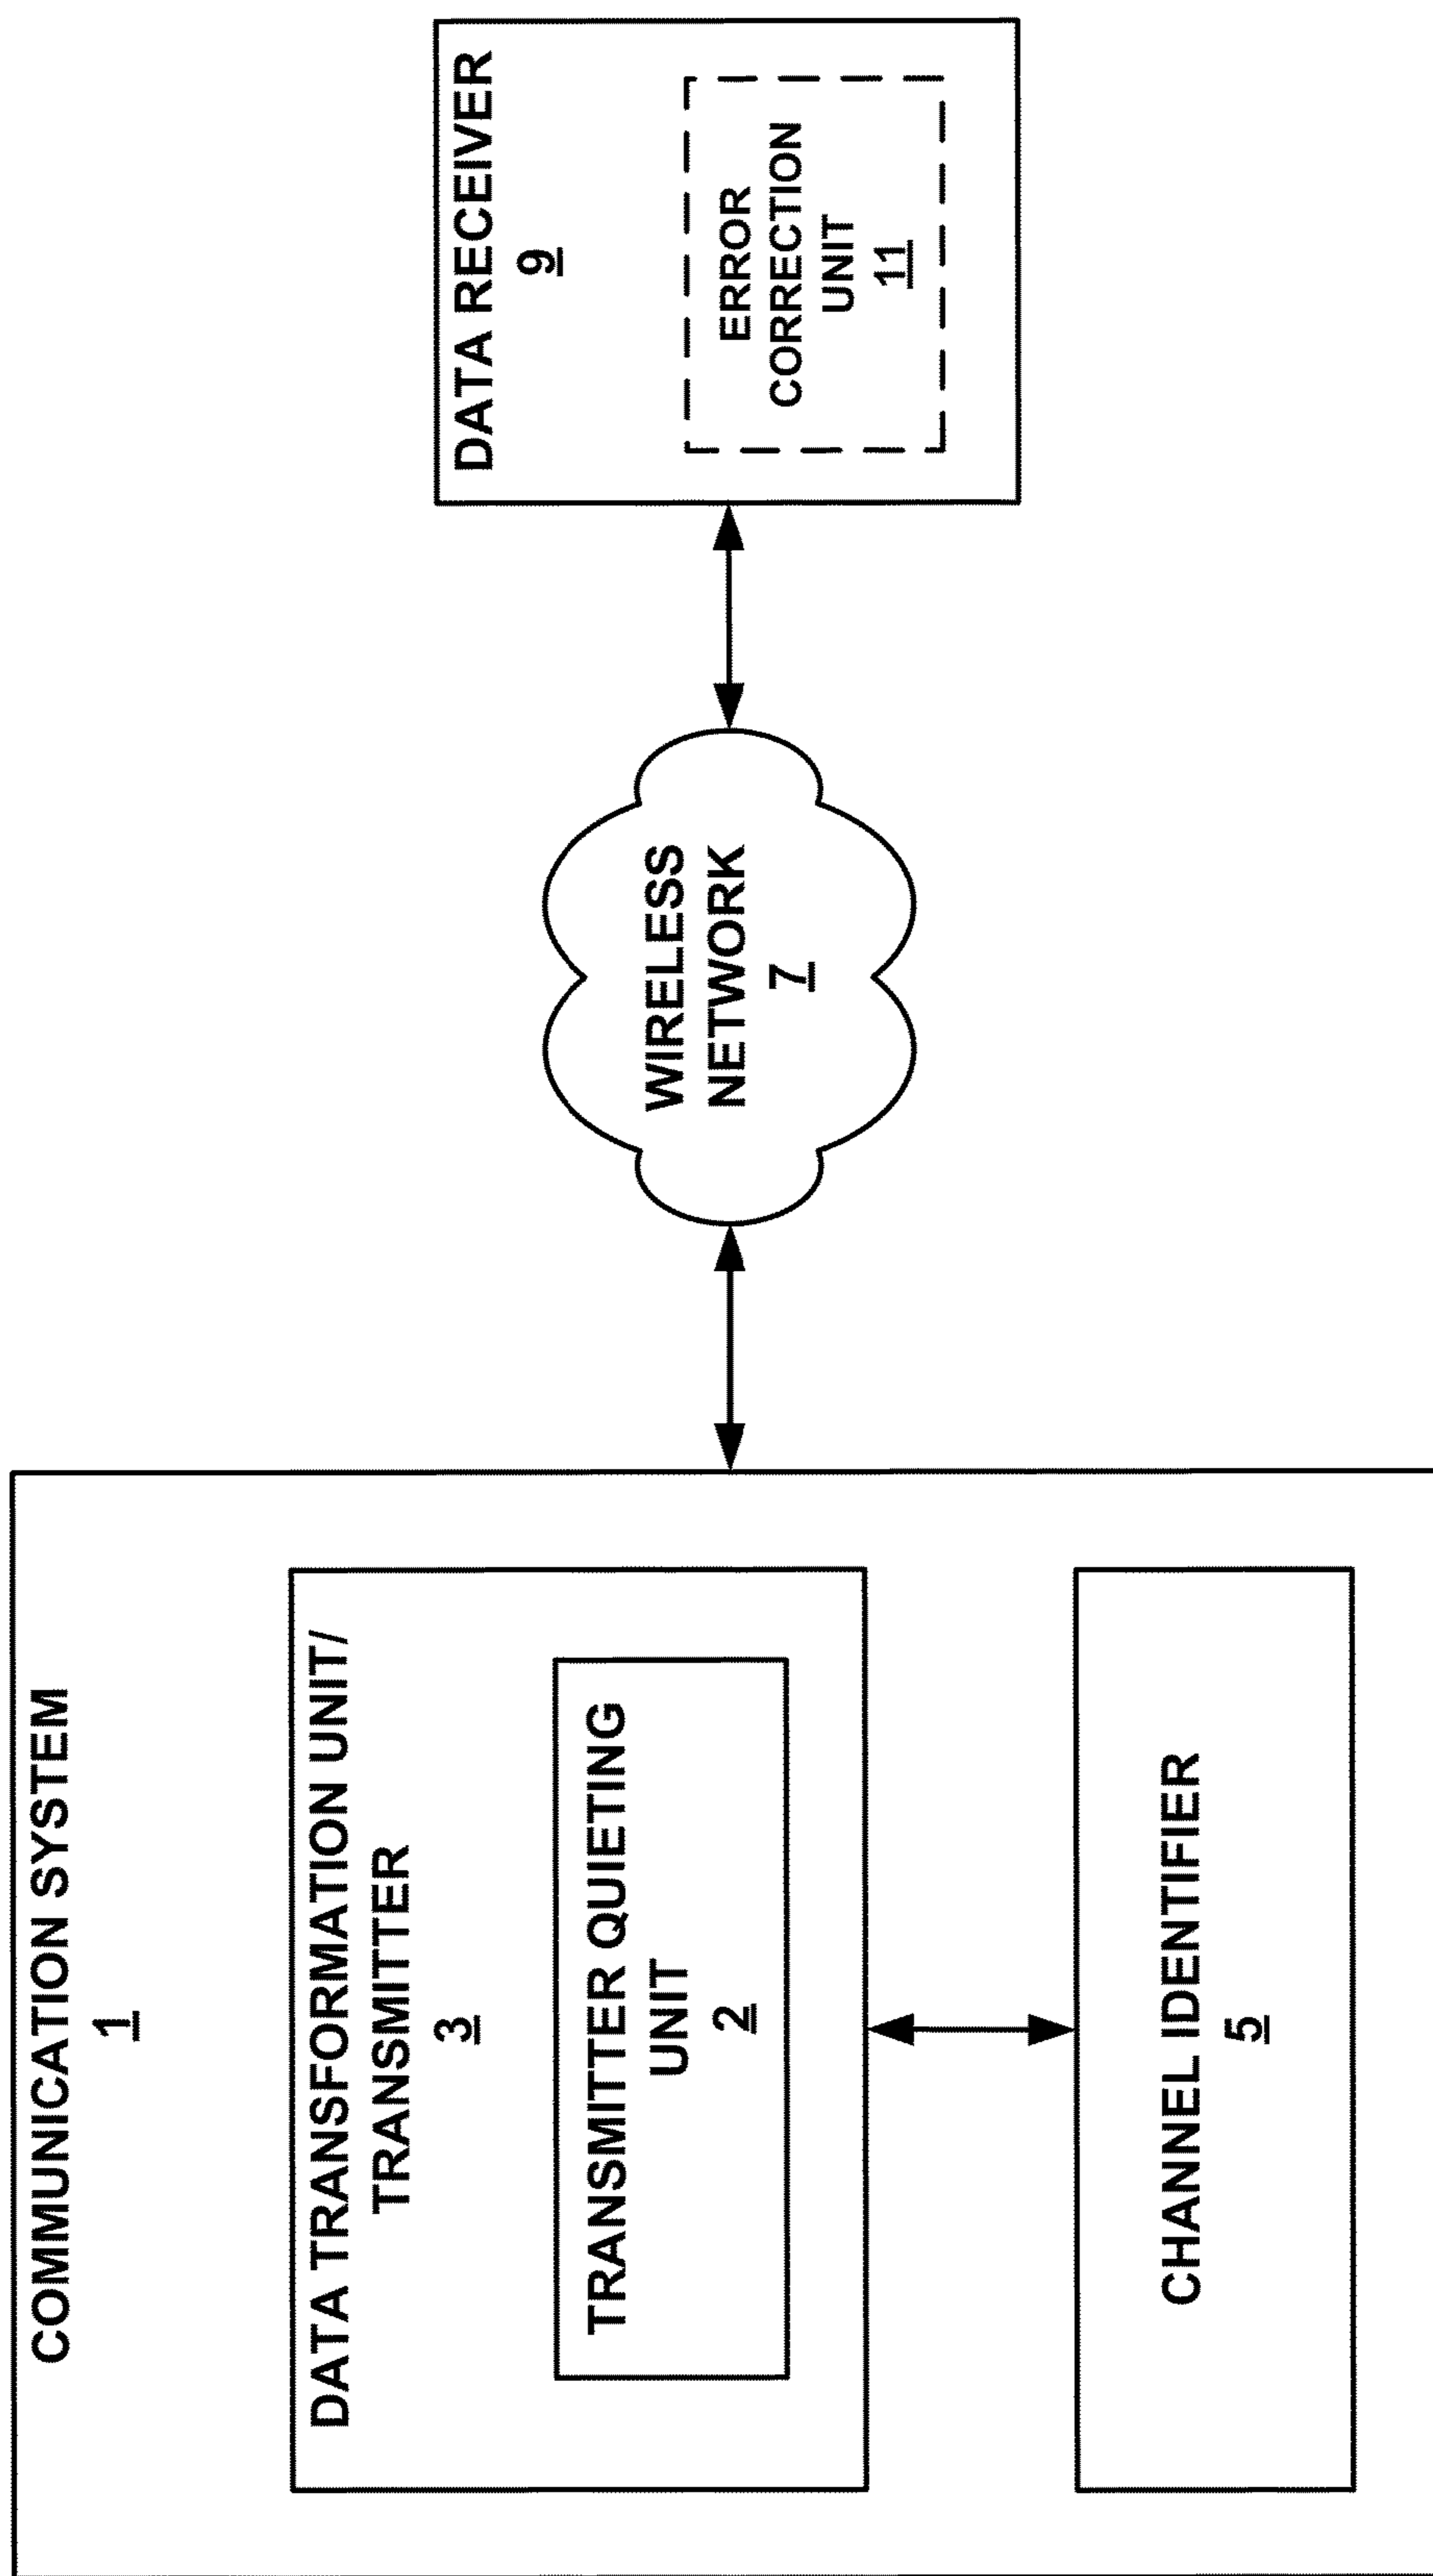 COMMUNICATION SYSTEM
1
DATA TRANSFORMATION UNIT/
TRANSMITTER
3
TRANSMITTER QUIETING
UNIT
2
CHANNEL IDENTIFIER
5
WIRELESS
NETWORK
7
DATA RECEIVER
9
ERROR
CORRECTION
UNIT
11